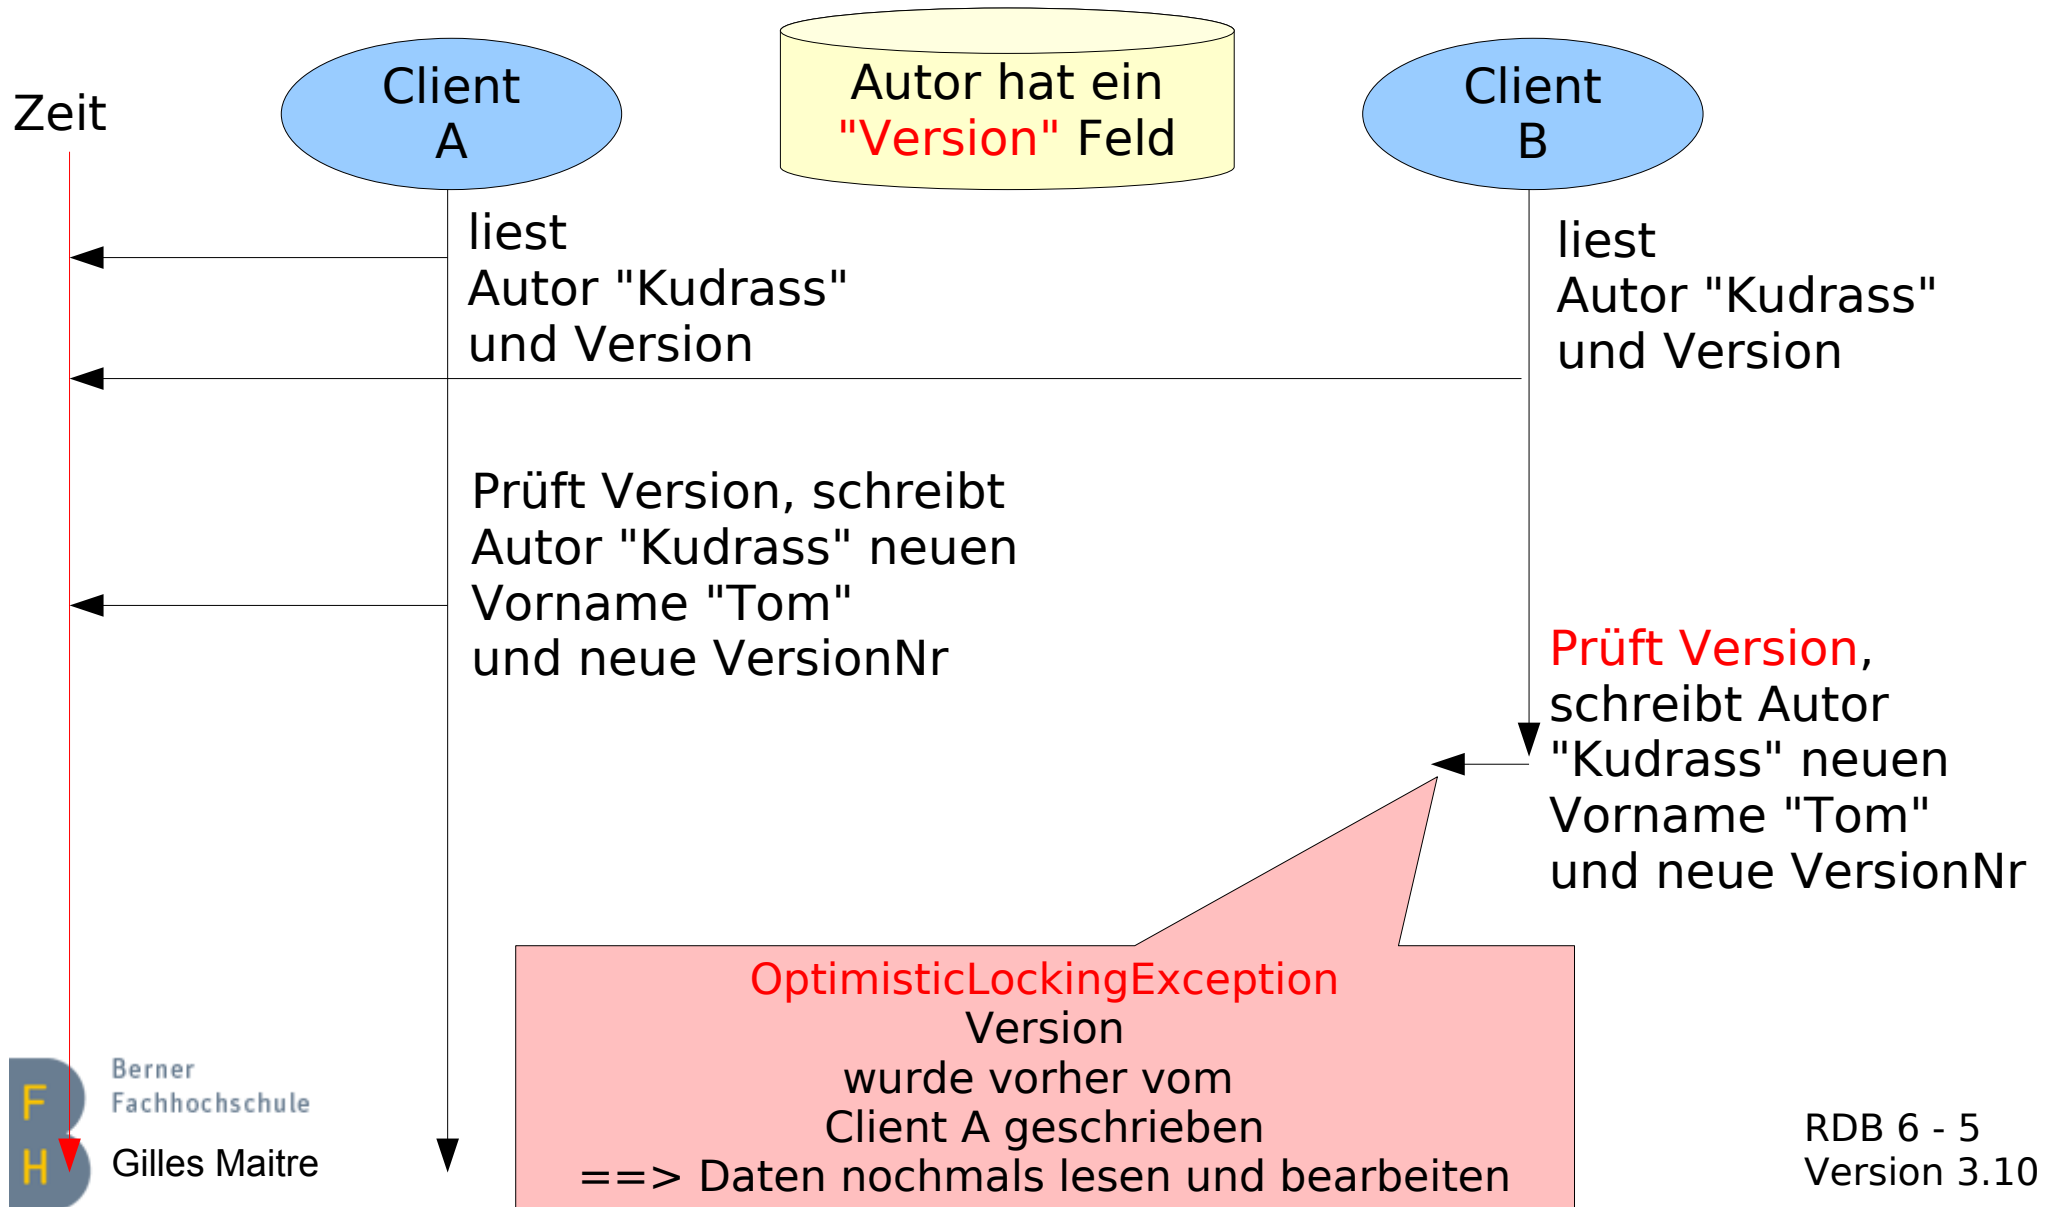 Zeit
Client
A
Autor hat ein
"Version" Feld
Client
B
liest
Autor "Kudrass"
und Version
liest
Autor "Kudrass"
und Version
Prüft Version, schreibt
Autor "Kudrass" neuen
Vorname "Tom"
und neue VersionNr
Prüft Version,
schreibt Autor
"Kudrass" neuen
Vorname "Tom"
und neue VersionNr
OptimisticLockingException
Version
wurde vorher vom
Client A geschrieben
==> Daten nochmals lesen und bearbeiten
B
F
H
Berner
Fachhochschule
Gilles Maitre
RDB 6 - 5
Version 3.10